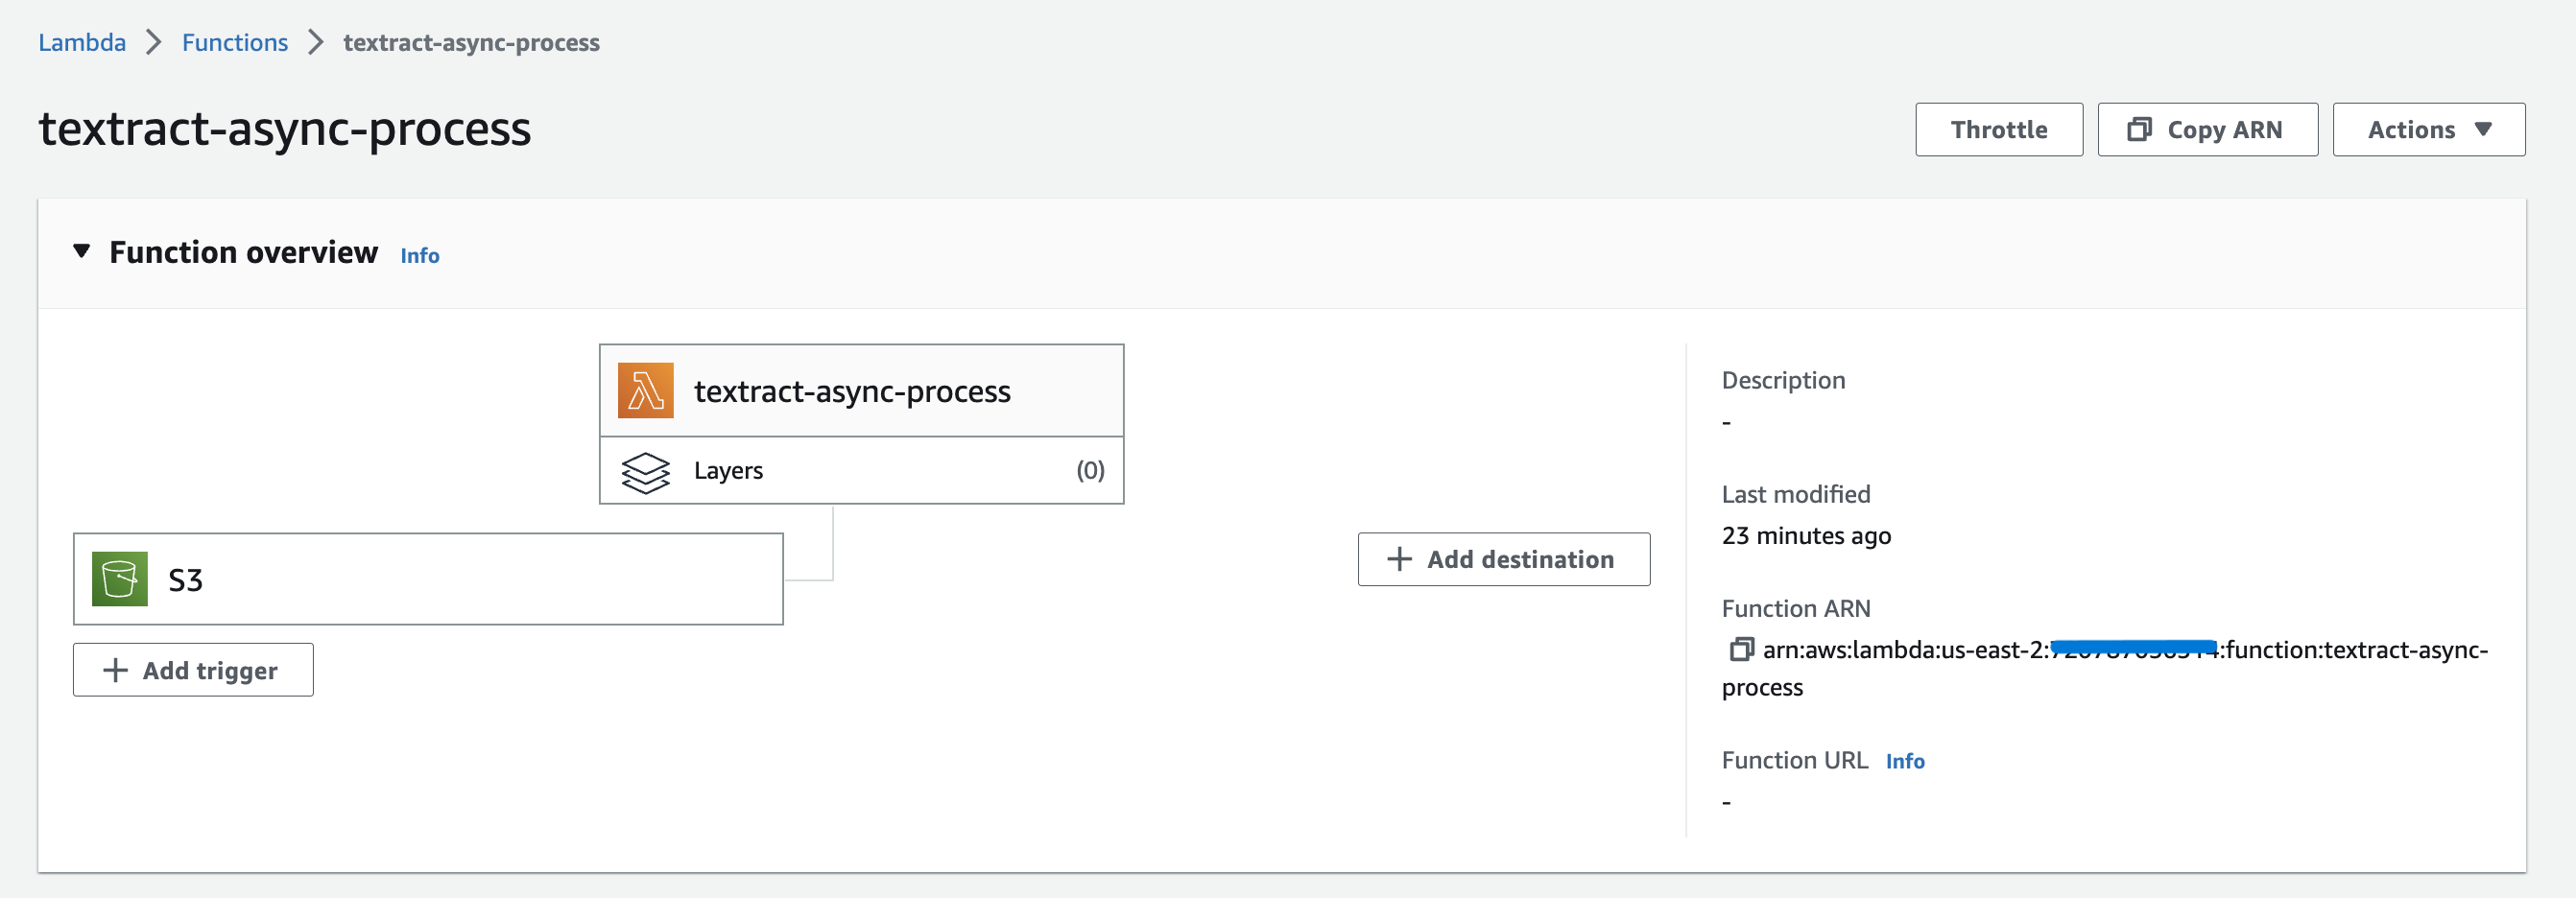 Lambda > Functions > textract-async-process
textract-async-process
Throttle
Copy ARN
Actions
Function overview Info
textract-async-process
Layers (0)
S3
+ Add trigger
+ Add destination
Description
-
Last modified
23 minutes ago
Function ARN
arn:aws:lambda:us-east-2: :function:textract-async-
process
Function URL Info
-